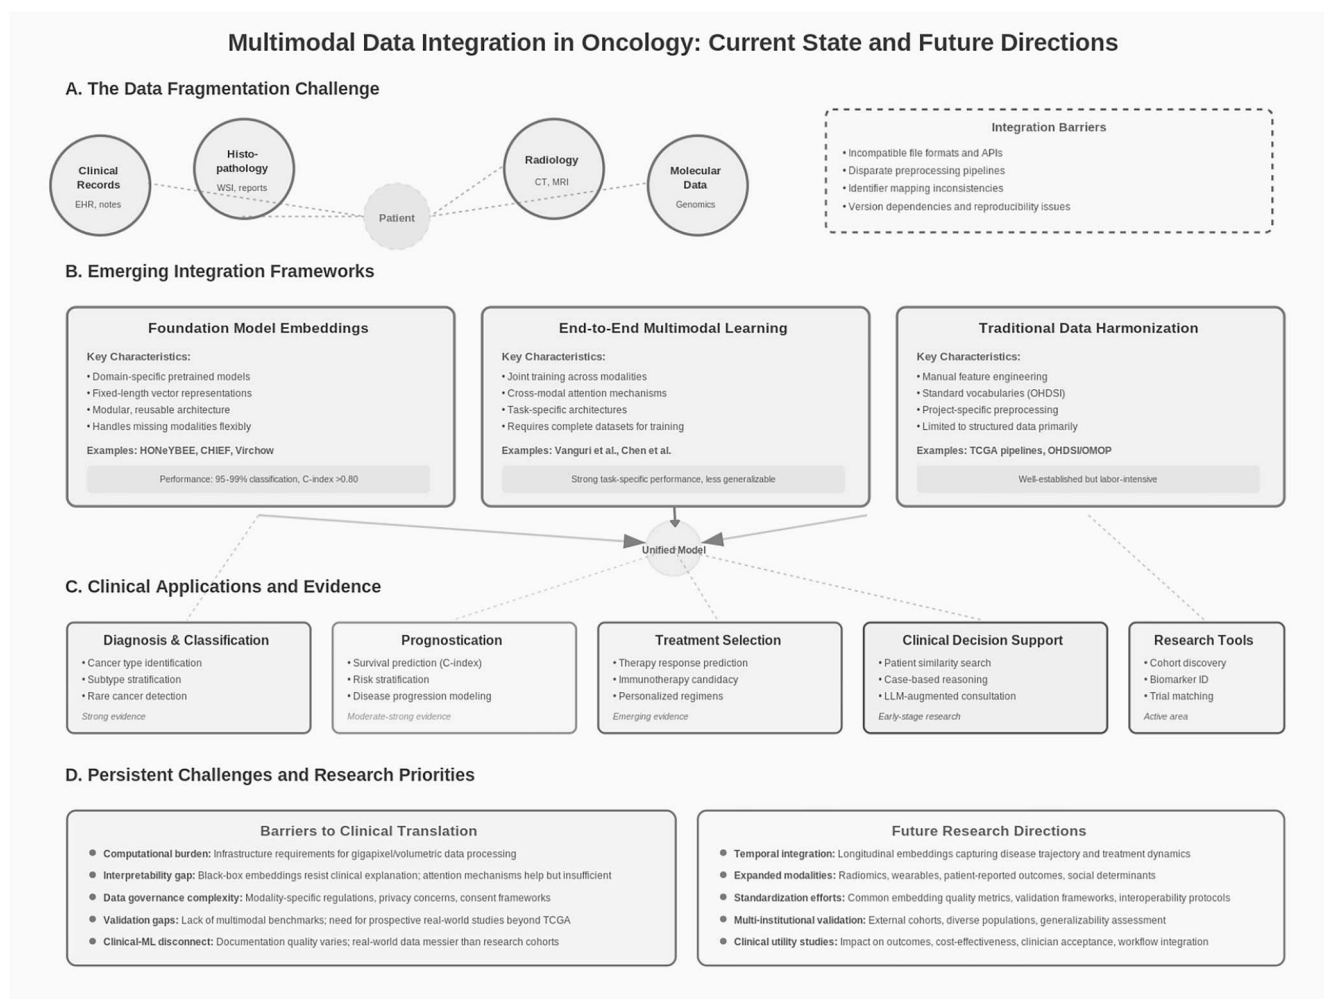 Multimodal Data Integration in Oncology: Current State and Future Directions
A. The Data Fragmentation Challenge
Clinical
Records
EHR, notes
Histo-
pathology
WSI, reports
Patient
Radiology
CT, MRI
Molecular
Data
Genomics
Integration Barriers
• Incompatible file formats and APIs
• Disparate preprocessing pipelines
• Identifier mapping inconsistencies
• Version dependencies and reproducibility issues
B. Emerging Integration Frameworks
Foundation Model Embeddings
Key Characteristics:
• Domain-specific pretrained models
• Fixed-length vector representations
• Modular, reusable architecture
• Handles missing modalities flexibly
Examples: HONeYBEE, CHIEF, Virchow
Performance: 95-99% classification, C-index >0.80
End-to-End Multimodal Learning
Key Characteristics:
• Joint training across modalities
• Cross-modal attention mechanisms
• Task-specific architectures
• Requires complete datasets for training
Examples: Vanguri et al., Chen et al.
Strong task-specific performance, less generalizable
Traditional Data Harmonization
Key Characteristics:
• Manual feature engineering
• Standard vocabularies (OHDSI)
• Project-specific preprocessing
• Limited to structured data primarily
Examples: TCGA pipelines, OHDSI/OMOP
Well-established but labor-intensive
Unified Model
C. Clinical Applications and Evidence
Diagnosis & Classification
• Cancer type identification
• Subtype stratification
• Rare cancer detection
Strong evidence
Prognostication
• Survival prediction (C-index)
• Risk stratification
• Disease progression modeling
Moderate-strong evidence
Treatment Selection
• Therapy response prediction
• Immunotherapy candidacy
• Personalized regimens
Emerging evidence
Clinical Decision Support
• Patient similarity search
• Case-based reasoning
• LLM-augmented consultation
Early-stage research
Research Tools
• Cohort discovery
• Biomarker ID
• Trial matching
Active area
D. Persistent Challenges and Research Priorities
Barriers to Clinical Translation
● Computational burden: Infrastructure requirements for gigapixel/volumetric data processing
● Interpretability gap: Black-box embeddings resist clinical explanation; attention mechanisms help but insufficient
● Data governance complexity: Modality-specific regulations, privacy concerns, consent frameworks
● Validation gaps: Lack of multimodal benchmarks; need for prospective real-world studies beyond TCGA
● Clinical-ML disconnect: Documentation quality varies; real-world data messier than research cohorts
Future Research Directions
● Temporal integration: Longitudinal embeddings capturing disease trajectory and treatment dynamics
● Expanded modalities: Radiomics, wearables, patient-reported outcomes, social determinants
● Standardization efforts: Common embedding quality metrics, validation frameworks, interoperability protocols
● Multi-institutional validation: External cohorts, diverse populations, generalizability assessment
● Clinical utility studies: Impact on outcomes, cost-effectiveness, clinician acceptance, workflow integration